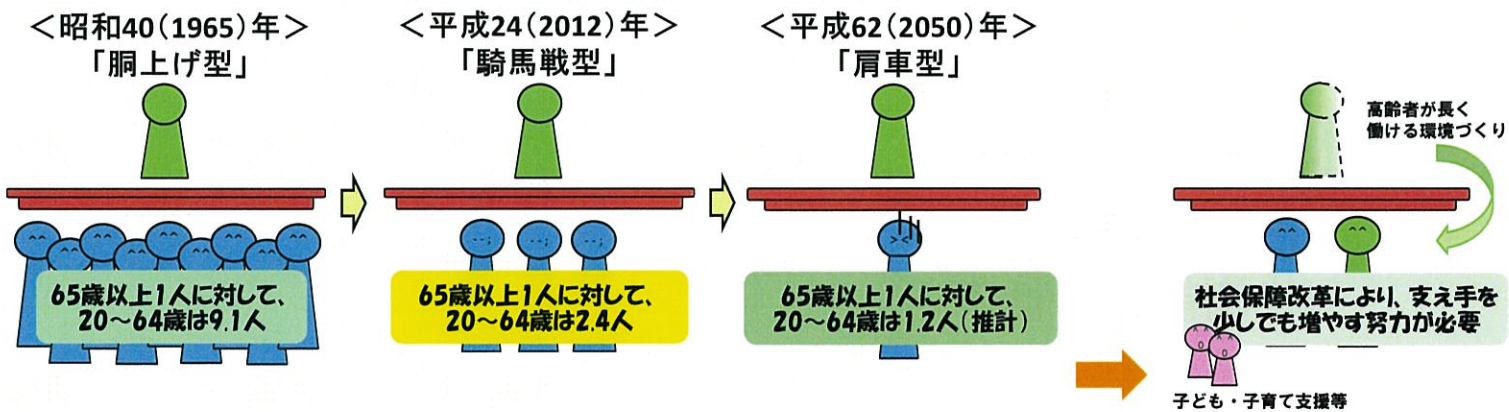 ＜昭和40(1965)年＞
「胴上げ型」
65歳以上1人に対して、
20～64歳は9.1人
＜平成24(2012)年＞
「騎馬戦型」
65歳以上1人に対して、
20～64歳は2.4人
＜平成62(2050)年＞
「肩車型」
65歳以上1人に対して、
20～64歳は1.2人（推計）
高齢者が長く
働ける環境づくり
社会保障改革により、支え手を
少しでも増やす努力が必要
子ども・子育て支援等